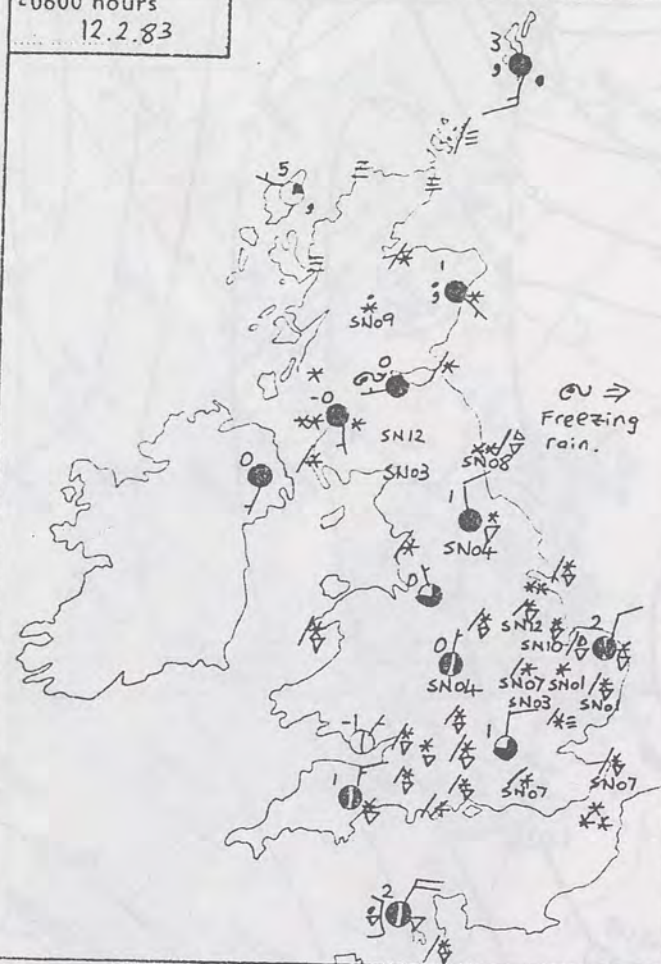 -0600 hours
12.2.83
3
5
1
SN09
0
-0
SN12
SN03
⇒
Freezing
rain.
SN08
0
1
SN04
0
2
SN12
SN10
0
SN04
SN07
SN01
SN01
SN03
-1
1
1
SN07
SN07
2